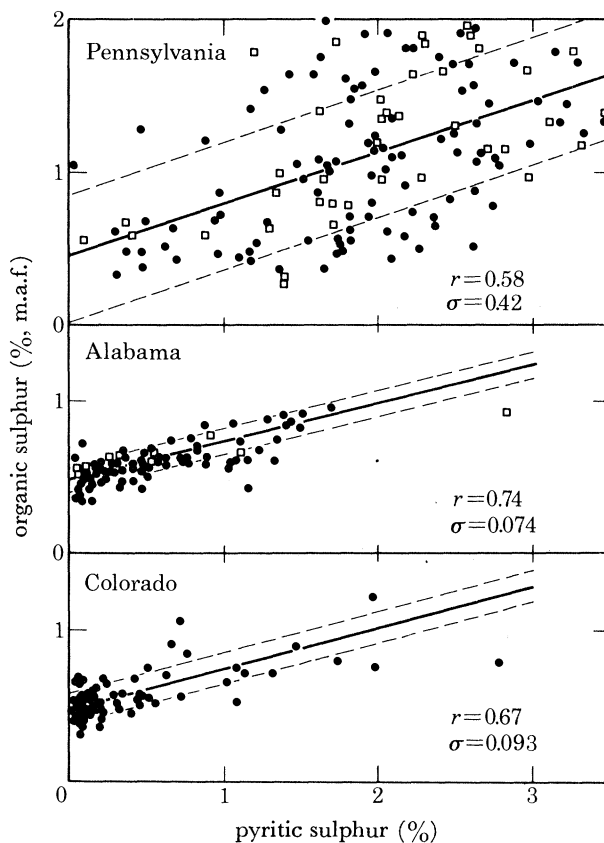 2
Pennsylvania
1
r=0.58
σ=0.42
0
Alabama
1
r=0.74
σ=0.074
0
Colorado
1
r=0.67
σ=0.093
0 1 2 3
pyritic sulphur (%)
organic sulphur (%, m.a.f.)